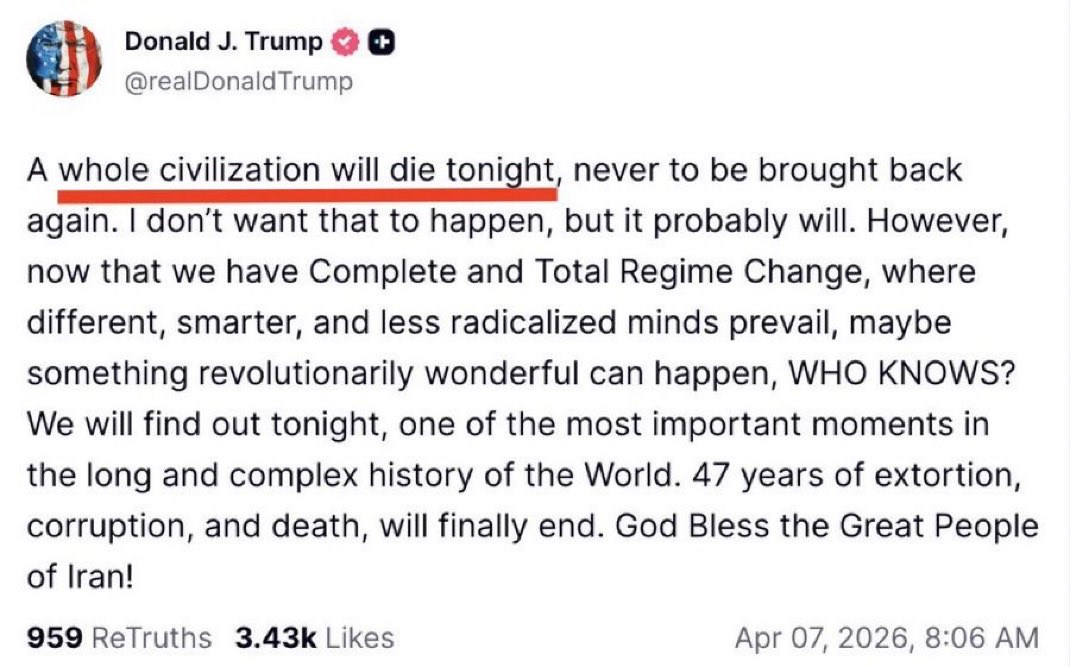 Donald J. Trump
@realDonaldTrump
A whole civilization will die tonight, never to be brought back
again. I don’t want that to happen, but it probably will. However,
now that we have Complete and Total Regime Change, where
different, smarter, and less radicalized minds prevail, maybe
something revolutionarily wonderful can happen, WHO KNOWS?
We will find out tonight, one of the most important moments in
the long and complex history of the World. 47 years of extortion,
corruption, and death, will finally end. God Bless the Great People
of Iran!
959 ReTruths 3.43k Likes Apr 07, 2026, 8:06 AM